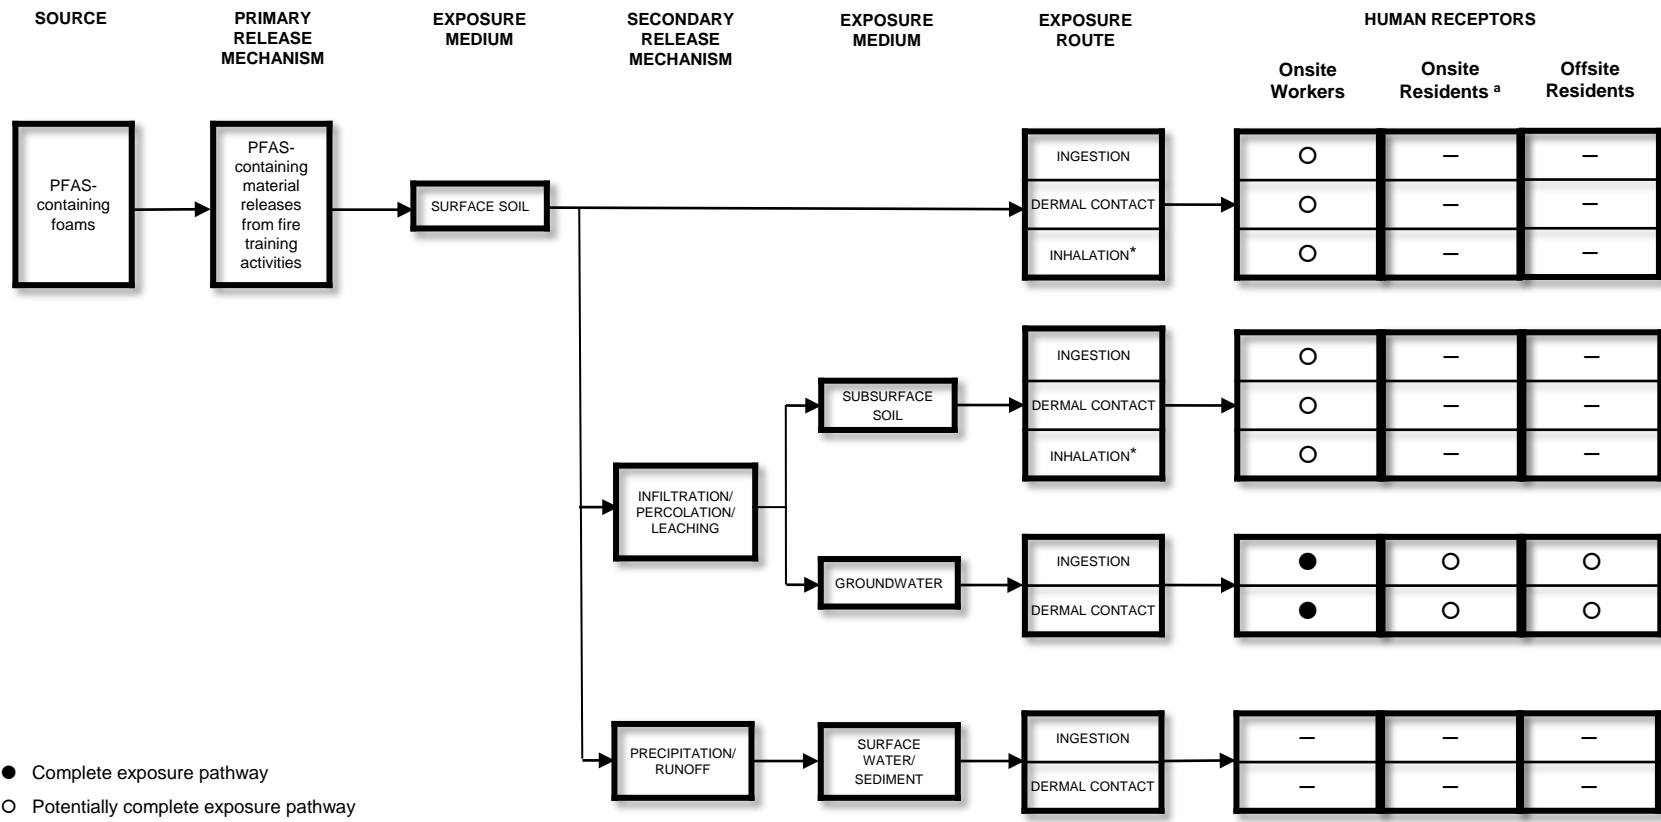 SOURCE
PRIMARY
RELEASE
MECHANISM
EXPOSURE
MEDIUM
SECONDARY
RELEASE
MECHANISM
EXPOSURE
MEDIUM
EXPOSURE
ROUTE
HUMAN RECEPTORS
Onsite
Workers
Onsite
Residents a
Offsite
Residents
PFAS-
containing
foams
PFAS-
containing
material
releases
from fire
training
activities
SURFACE SOIL
INGESTION
DERMAL CONTACT
INHALATION*
○ – –
○ – –
○ – –
INFILTRATION/
PERCOLATION/
LEACHING
SUBSURFACE
SOIL
INGESTION
DERMAL CONTACT
INHALATION*
○ – –
○ – –
○ – –
GROUNDWATER
INGESTION
DERMAL CONTACT
● ○ ○
● ○ ○
PRECIPITATION/
RUNOFF
SURFACE
WATER/
SEDIMENT
INGESTION
DERMAL CONTACT
– – –
– – –
● Complete exposure pathway
○ Potentially complete exposure pathway